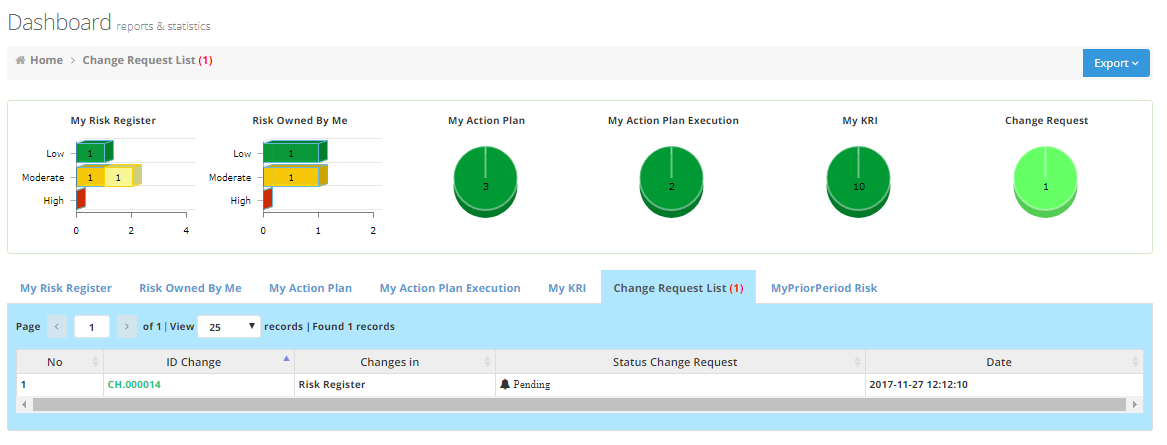 Dashboard reports & statistics
Home > Change Request List (1)
Export
My Risk Register
Low
Moderate
High
1
1 1
0 2 4
Risk Owned By Me
Low
Moderate
High
1
1
0 1 2
My Action Plan
3
My Action Plan Execution
2
My KRI
10
Change Request
1
My Risk Register Risk Owned By Me My Action Plan My Action Plan Execution My KRI Change Request List (1) MyPriorPeriod Risk
Page < 1 > of 1 | View 25 records | Found 1 records
No ID Change Changes in Status Change Request Date
1 CH.000014 Risk Register Pending 2017-11-27 12:12:10